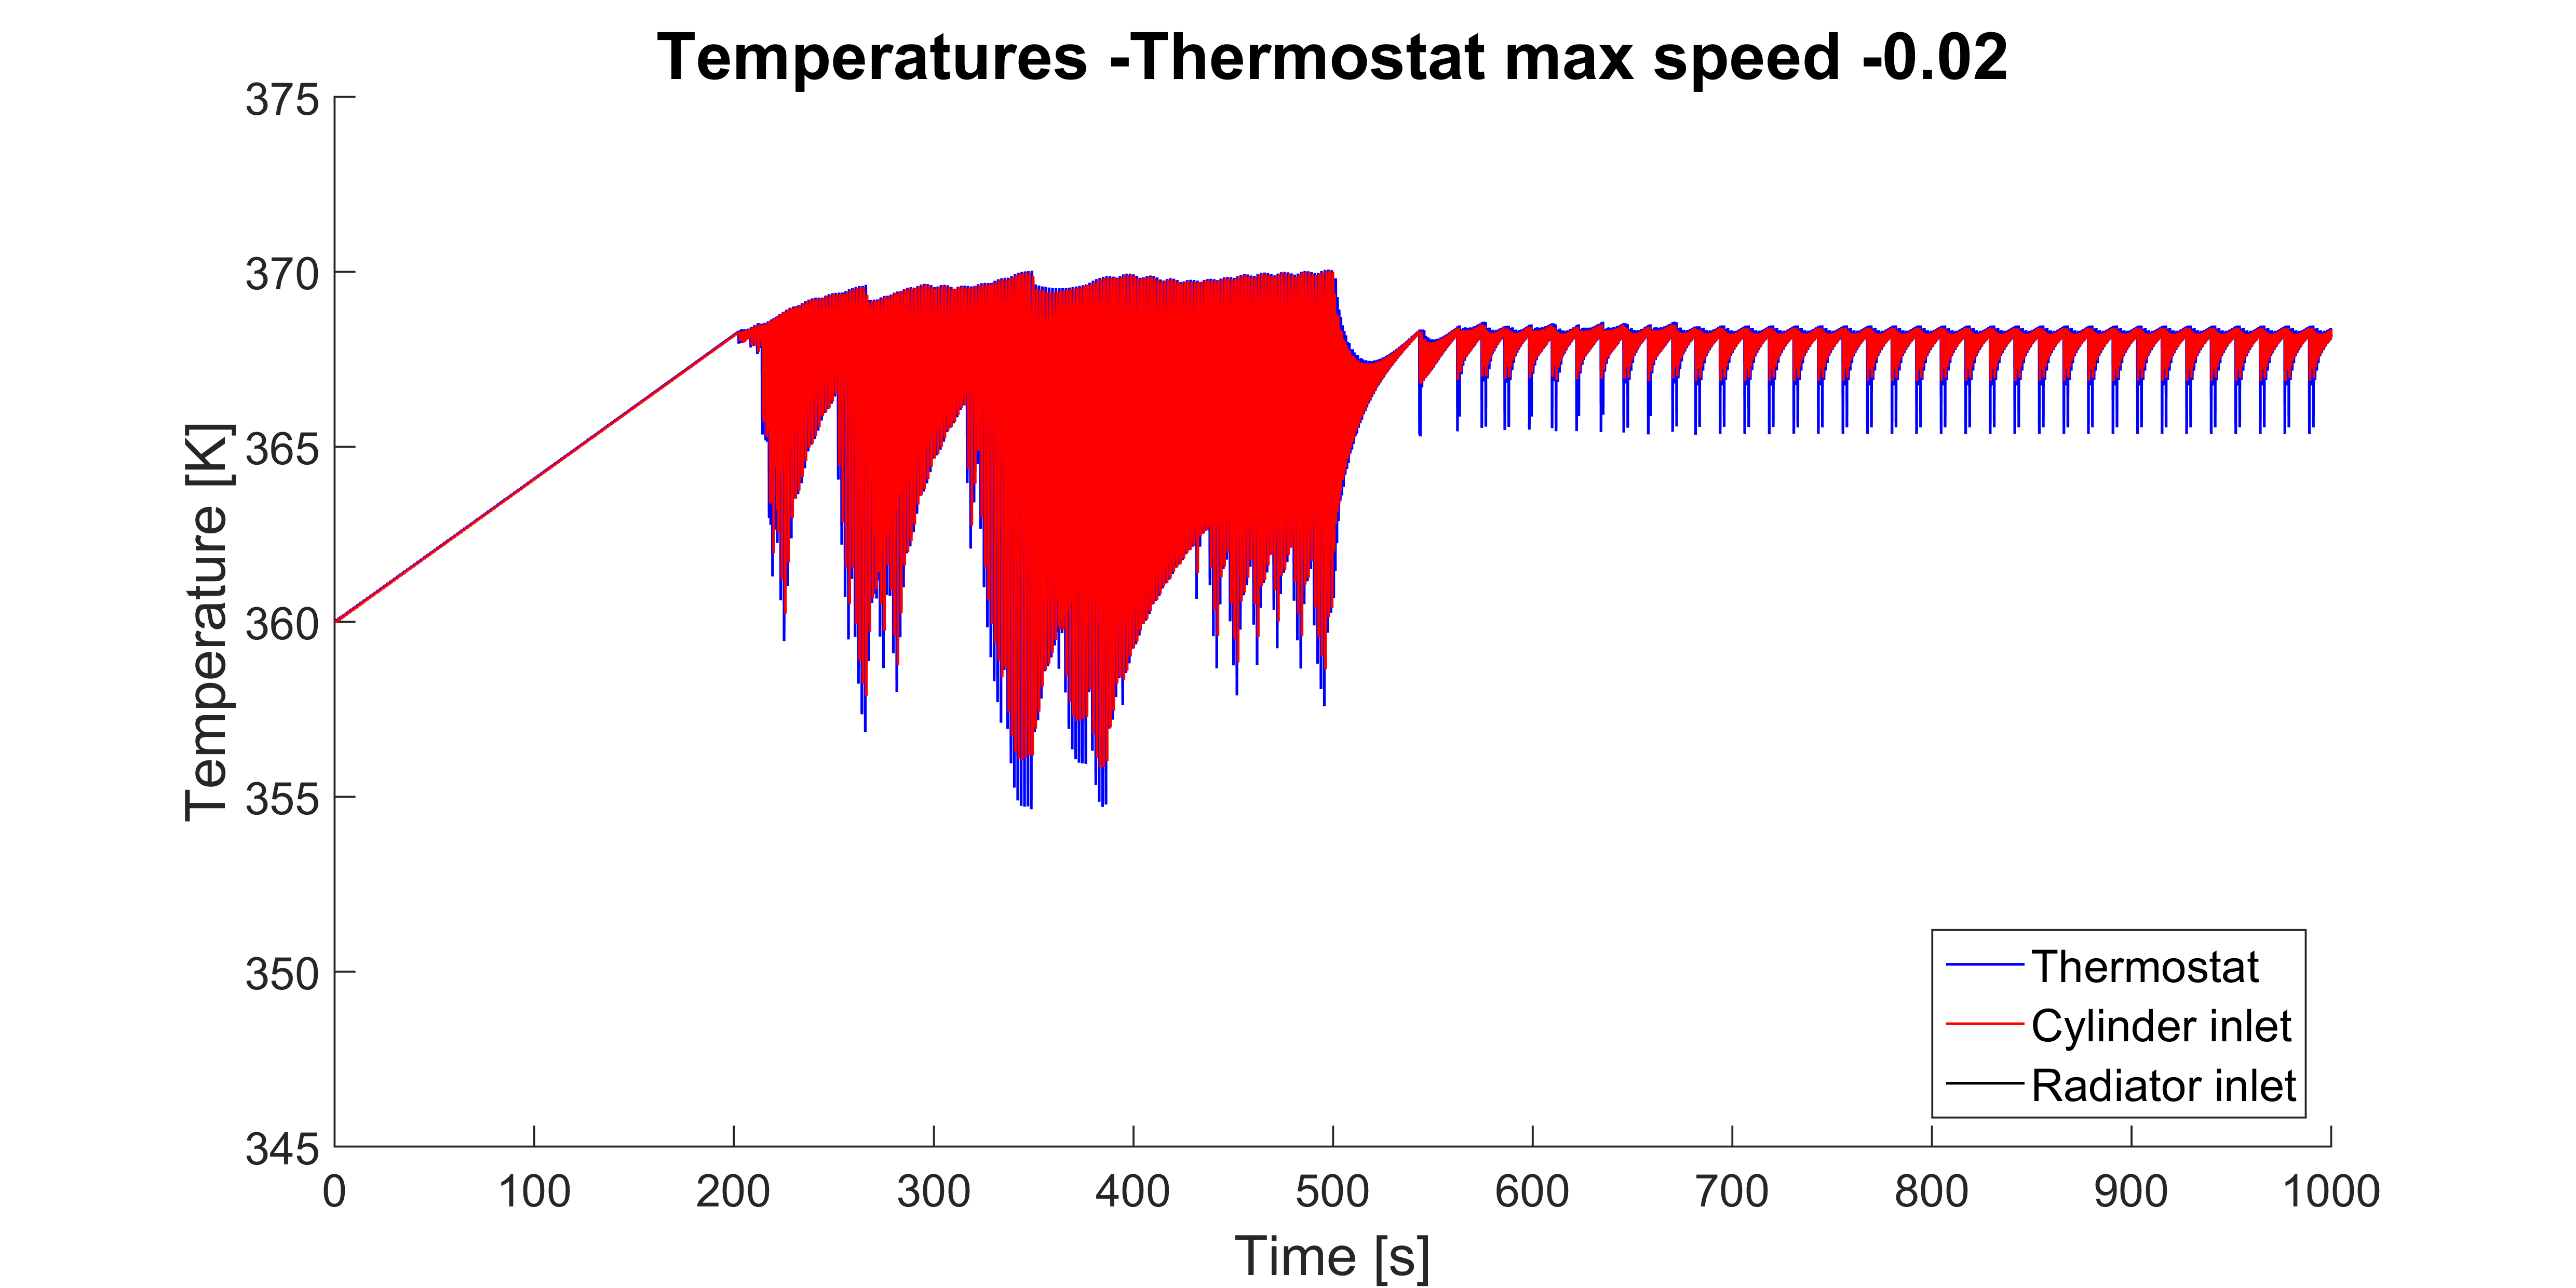 Temperatures -Thermostat max speed -0.02
375
370
365
360
355
350
345
Temperature [K]
Thermostat
Cylinder inlet
Radiator inlet
0 100 200 300 400 500 600 700 800 900 1000
Time [s]